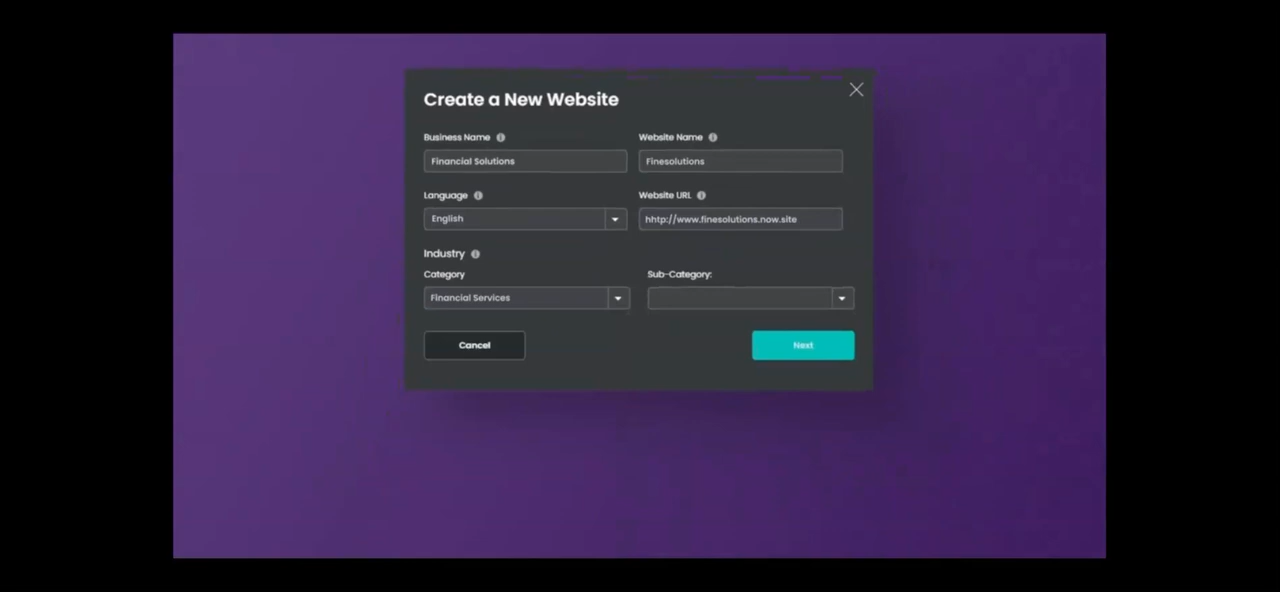 Create a New Website
Business Name
Website Name
Financial Solutions
Finesolutions
Language
Website URL
English
hhtp://www.finesolutions.now.site
Industry
Category
Sub-Category:
Financial Services
Cancel
Next